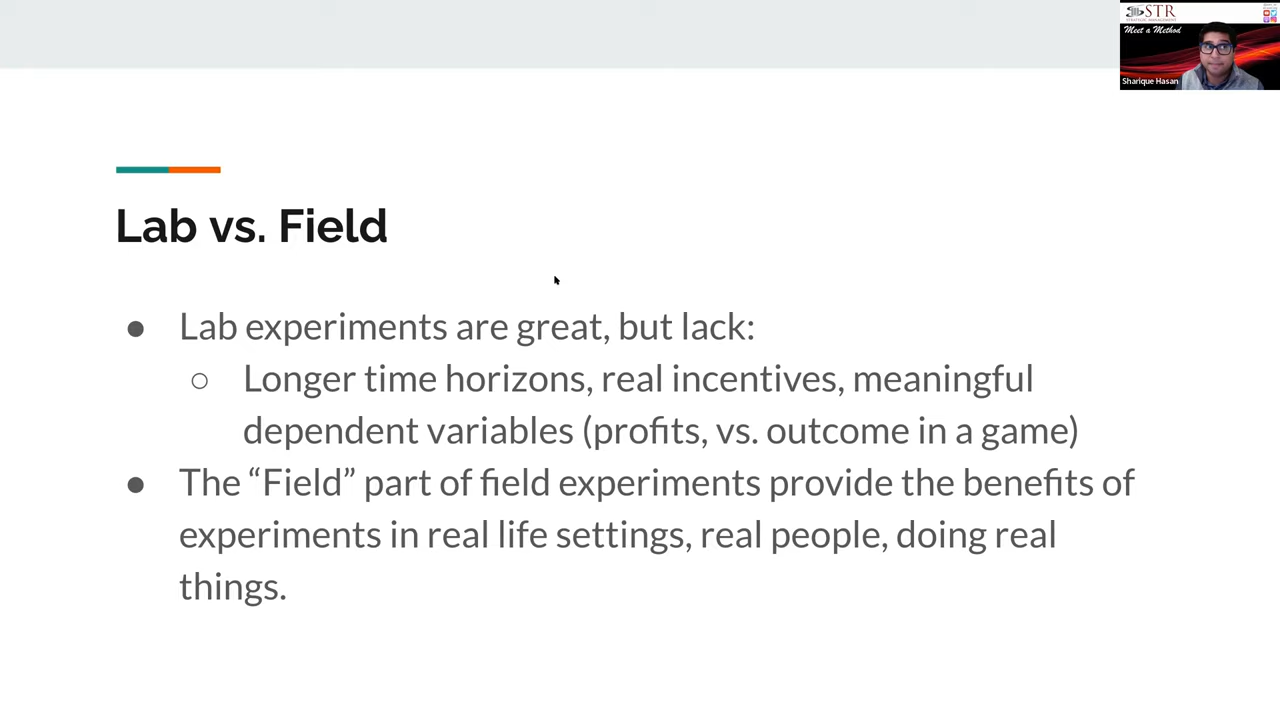 STR
STRATEGIC MANAGEMENT
Meet a Method
Sharique Hasan
Lab vs. Field
● Lab experiments are great, but lack:
○ Longer time horizons, real incentives, meaningful
dependent variables (profits, vs. outcome in a game)
● The “Field” part of field experiments provide the benefits of
experiments in real life settings, real people, doing real
things.